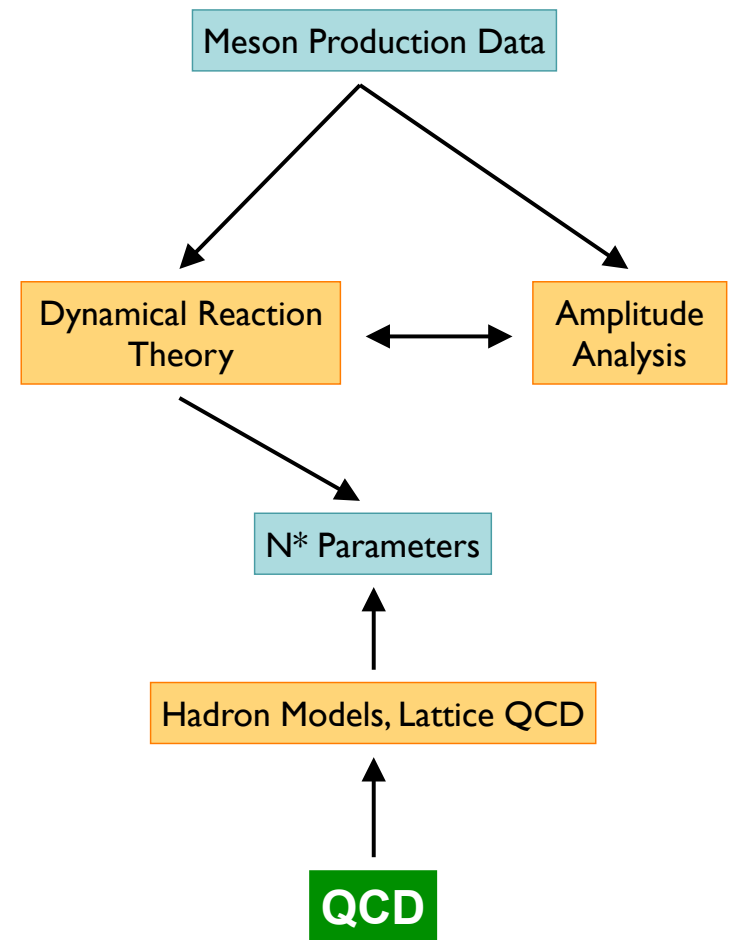 Meson Production Data
Dynamical Reaction
Theory
Amplitude
Analysis
N* Parameters
Hadron Models, Lattice QCD
QCD